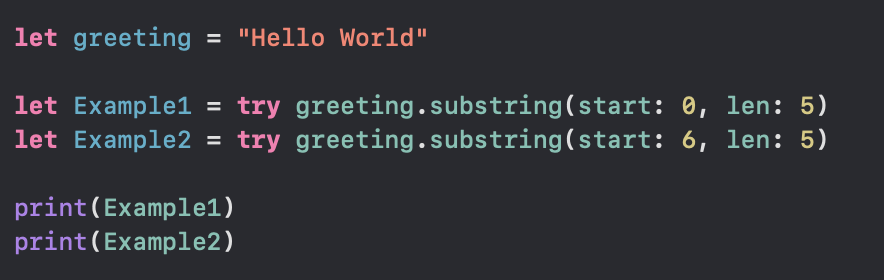 let greeting = "Hello World"
let Example1 = try greeting.substring(start: 0, len: 5)
let Example2 = try greeting.substring(start: 6, len: 5)
print(Example1)
print(Example2)